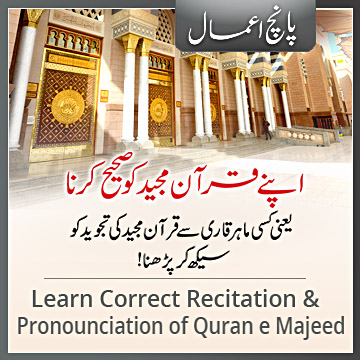 پانچ اعمال
اپنے قرآن مجید کو صحیح کرنا
یعنی کسی ماہر قاری سے قرآن مجید کی تجوید کو
سیکھ کر پڑھنا!
Learn Correct Recitation &
Pronounciation of Quran e Majeed